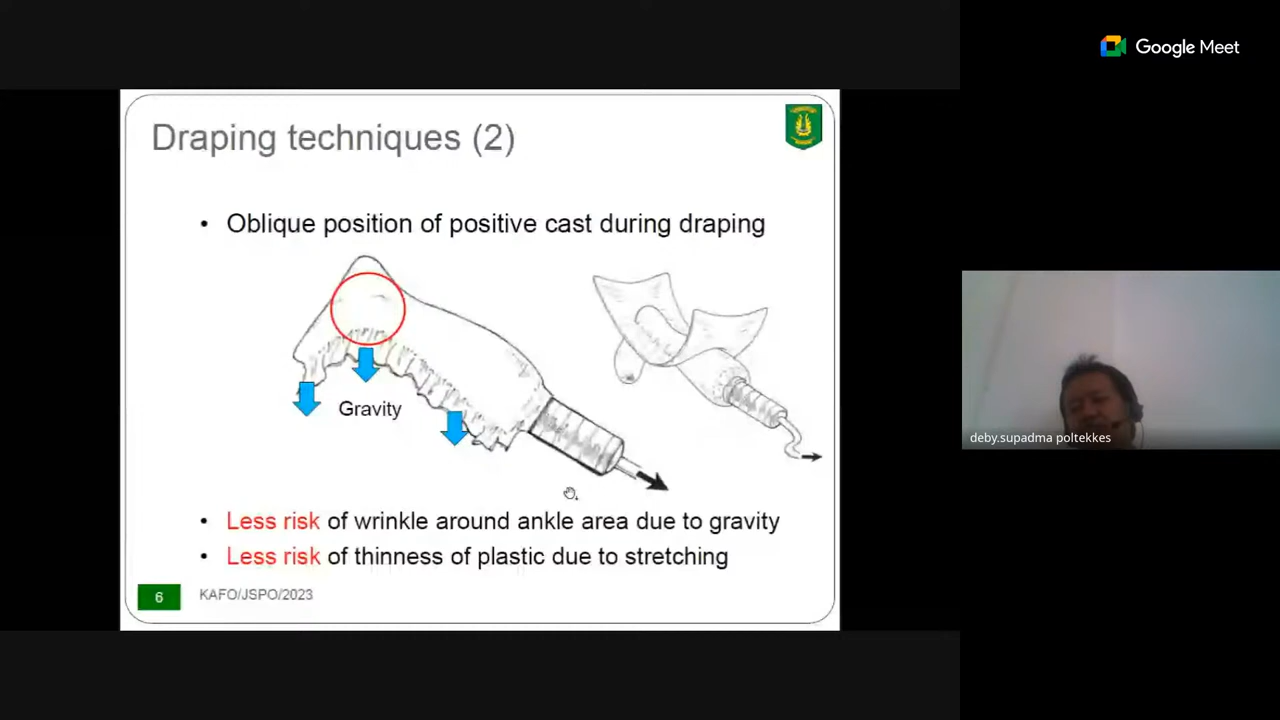 Google Meet
Draping techniques (2)
• Oblique position of positive cast during draping
Gravity
• Less risk of wrinkle around ankle area due to gravity
• Less risk of thinness of plastic due to stretching
6
KAFO/JSPO/2023
deby.supadma poltekkes